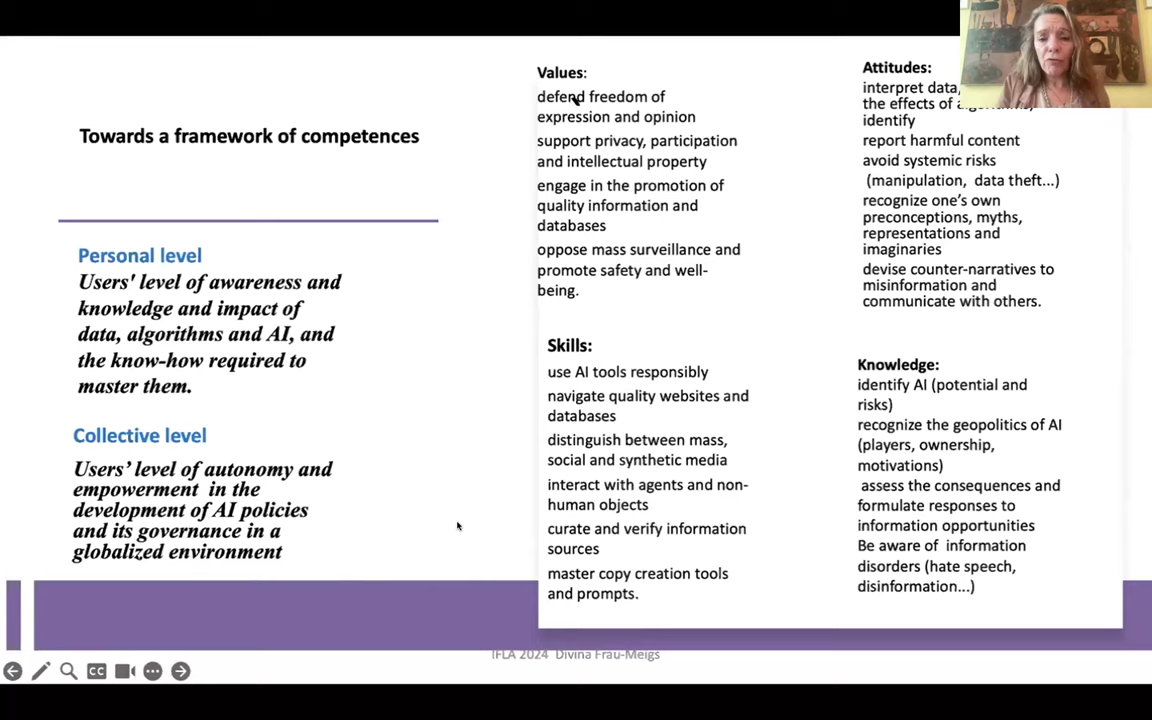 Towards a framework of competences
Personal level
Users' level of awareness and
knowledge and impact of
data, algorithms and AI, and
the know-how required to
master them.
Collective level
Users’ level of autonomy and
empowerment in the
development of AI policies
and its governance in a
globalized environment
Values:
defend freedom of
expression and opinion
support privacy, participation
and intellectual property
engage in the promotion of
quality information and
databases
oppose mass surveillance and
promote safety and well-
being.
Skills:
use AI tools responsibly
navigate quality websites and
databases
distinguish between mass,
social and synthetic media
interact with agents and non-
human objects
curate and verify information
sources
master copy creation tools
and prompts.
Attitudes:
interpret data,
the effects of
identify
report harmful content
avoid systemic risks
(manipulation, data theft...)
recognize one’s own
preconceptions, myths,
representations and
imaginaries
devise counter-narratives to
misinformation and
communicate with others.
Knowledge:
identify AI (potential and
risks)
recognize the geopolitics of AI
(players, ownership,
motivations)
assess the consequences and
formulate responses to
information opportunities
Be aware of information
disorders (hate speech,
disinformation...)
IFLA 2024 Divina Frau-Meigs
CC